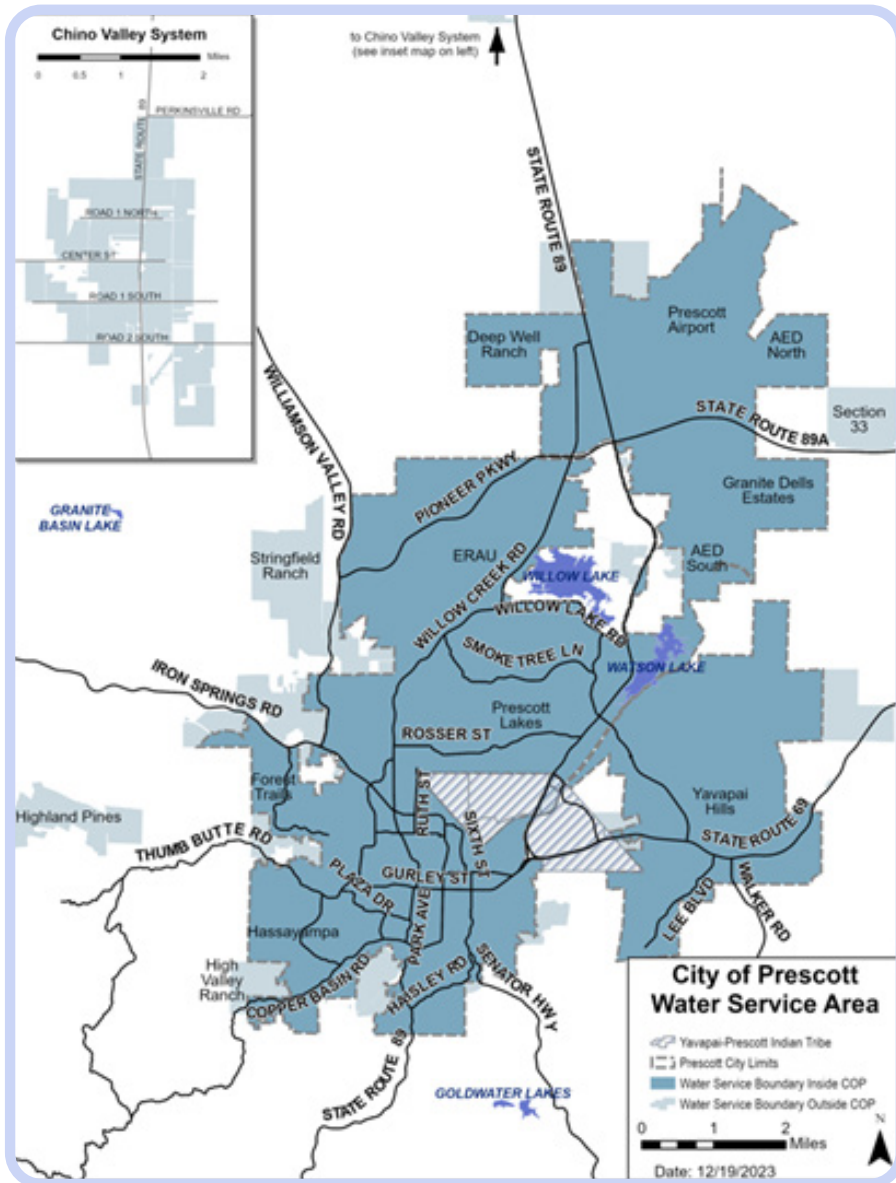 Chino Valley System
Miles
0 0.5 1 2
STATE ROUTE 89
PERKINSVILLE RD
ROAD 1 NORTH
CENTER ST
ROAD 1 SOUTH
ROAD 2 SOUTH
to Chino Valley System
(see inset map on left)
STATE ROUTE 89
Prescott
Airport
Deep Well
Ranch
AED
North
WILLIAMSON VALLEY RD
STATE ROUTE 89A
Section
33
PIONEER PKWY
Granite Dells
Estates
GRANITE
BASIN LAKE
Stringfield
Ranch
ERAU
AED
South
WILLOW CREEK RD
WILLOW LAKE
WILLOW LAKE RD
SMOKE TREE LN
WATSON LAKE
IRON SPRINGS RD
Prescott
Lakes
ROSSER ST
Forest
Trails
RUTH ST
SIXTH ST
Yavapai
Hills
Highland Pines
STATE ROUTE 69
THUMB BUTTE RD
GURLEY ST
PLAZA DR
LEE BLVD
WALKER RD
PARK AVE
Hassayampa
High
Valley
Ranch
COPPER BASIN RD
HAISLEY RD
SENATOR HWY
STATE ROUTE 89
GOLDWATER LAKES
City of Prescott
Water Service Area
Yavapai-Prescott Indian Tribe
Prescott City Limits
Water Service Boundary Inside COP
Water Service Boundary Outside COP
N
0 1 2
Miles
Date: 12/19/2023